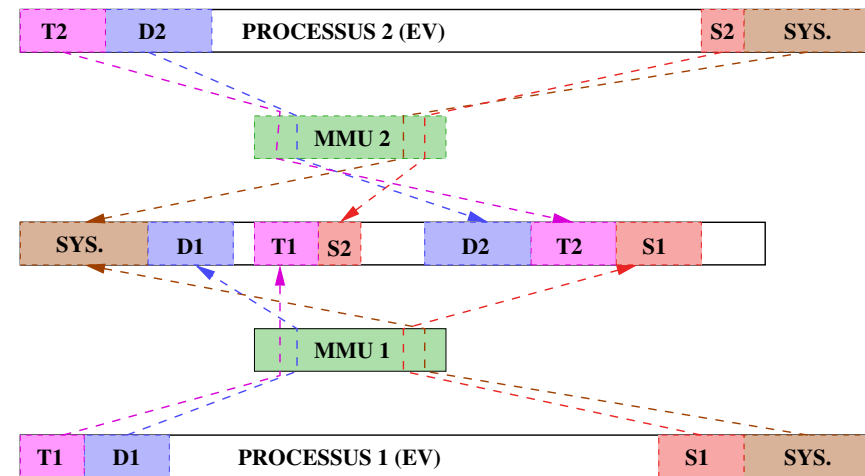 T2 D2 PROCESSUS 2 (EV) S2 SYS.
MMU 2
SYS. D1 T1 S2 D2 T2 S1
MMU 1
T1 D1 PROCESSUS 1 (EV) S1 SYS.